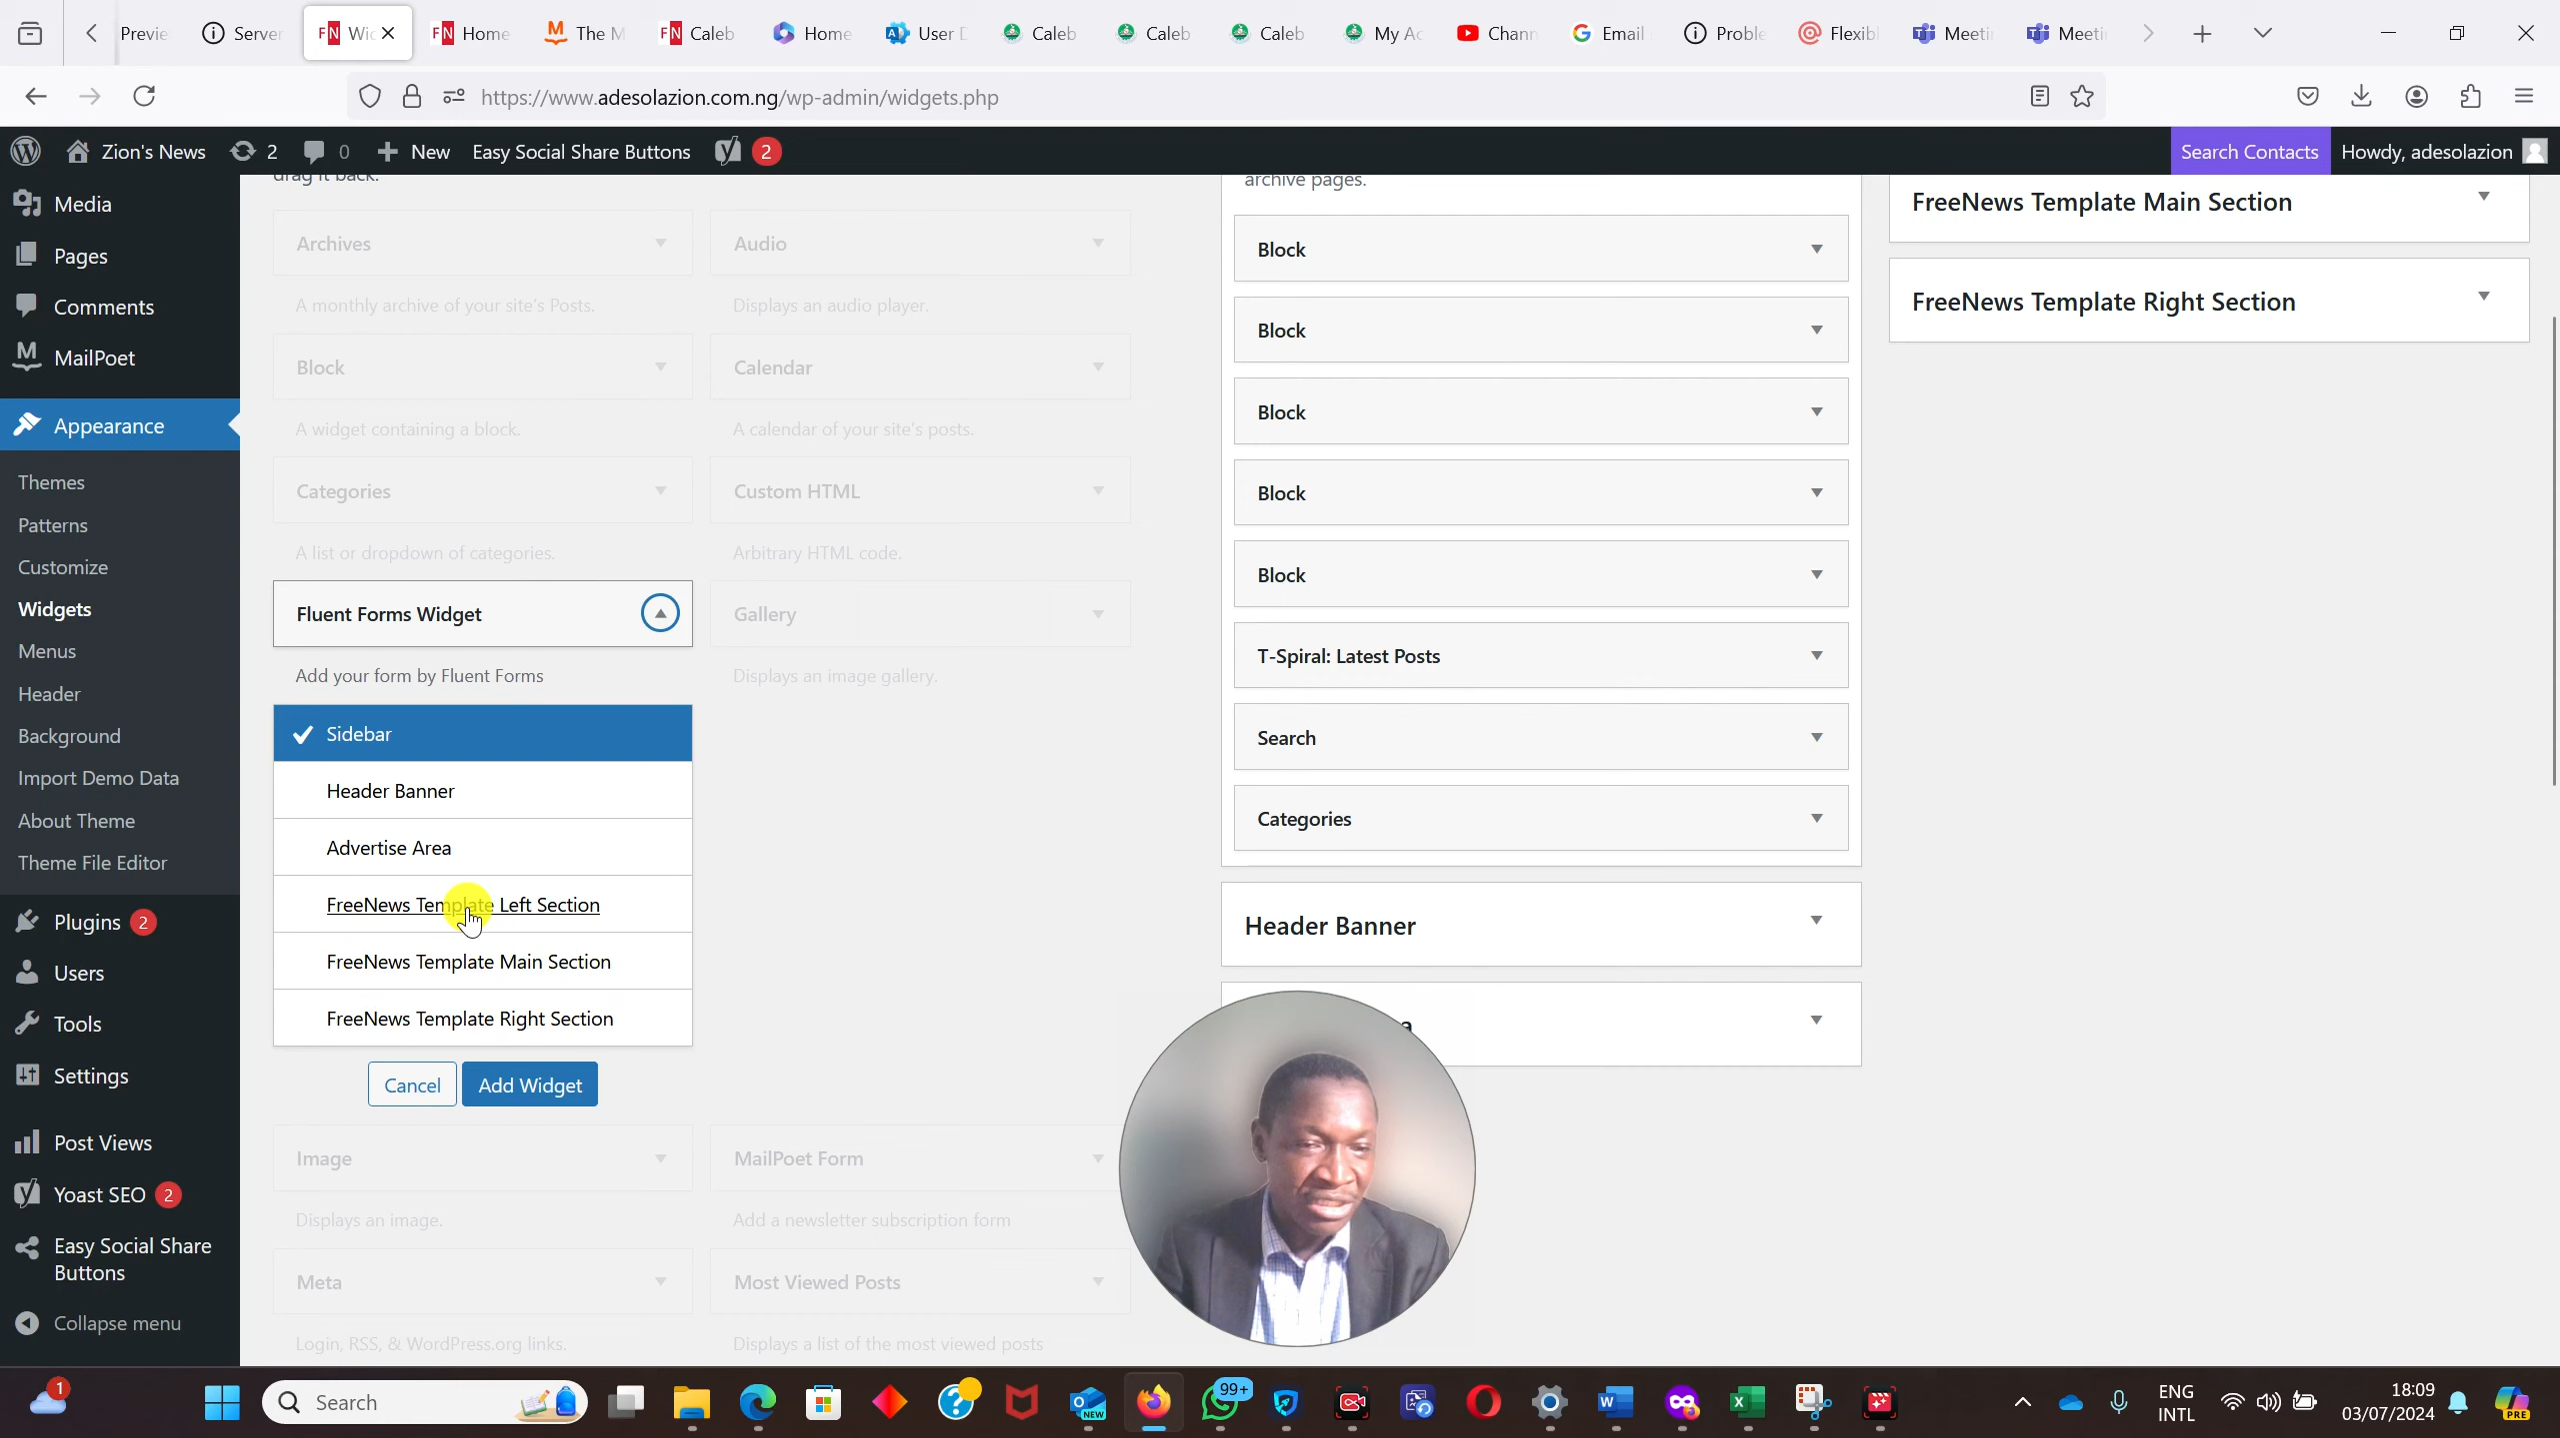 Previe
Server
Wi
Home
The M
Caleb
Home
User D
Caleb
Caleb
Caleb
My Ac
Chann
Email
Proble
Flexibl
Meeti
Meeti
https://www.adesolazion.com.ng/wp-admin/widgets.php
Zion's News
2
0
New
Easy Social Share Buttons
2
Search Contacts
Howdy, adesolazion
Media
Pages
Comments
MailPoet
Appearance
Themes
Patterns
Customize
Widgets
Menus
Header
Background
Import Demo Data
About Theme
Theme File Editor
Plugins 2
Users
Tools
Settings
Post Views
Yoast SEO 2
Easy Social Share
Buttons
Collapse menu
drag it back.
Archives
A monthly archive of your site's Posts.
Audio
Displays an audio player.
Block
A widget containing a block.
Calendar
A calendar of your site's posts.
Categories
A list or dropdown of categories.
Custom HTML
Arbitrary HTML code.
Fluent Forms Widget
Add your form by Fluent Forms
Gallery
Displays an image gallery.
Sidebar
Header Banner
Advertise Area
FreeNews Template Left Section
FreeNews Template Main Section
FreeNews Template Right Section
Cancel
Add Widget
Image
Displays an image.
MailPoet Form
Add a newsletter subscription form
Meta
Login, RSS, & WordPress.org links.
Most Viewed Posts
Displays a list of the most viewed posts
archive pages.
Block
Block
Block
Block
Block
T-Spiral: Latest Posts
Search
Categories
Header Banner
a
FreeNews Template Main Section
FreeNews Template Right Section
1
Search
NEW
99+
ENG
INTL
18:09
03/07/2024
PRE